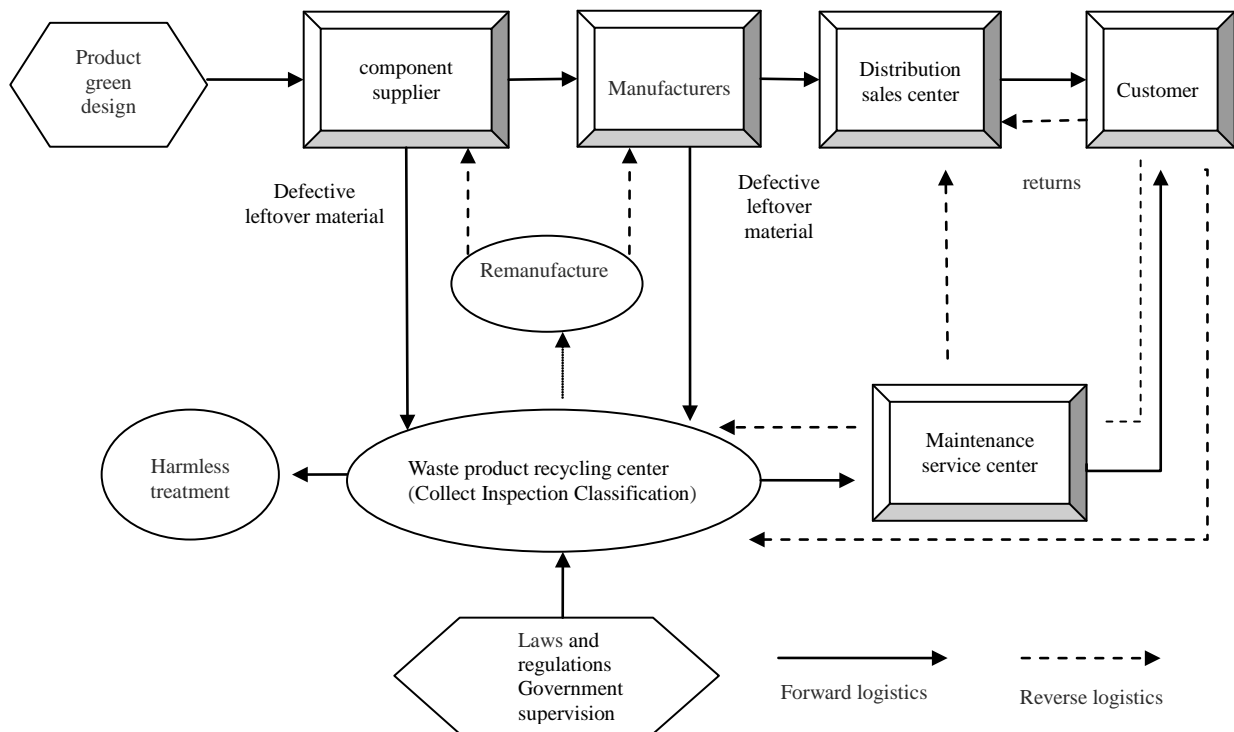 Product
green
design
component
supplier
Manufacturers
Distribution
sales center
Customer
Defective
leftover material
Defective
leftover
material
returns
Remanufacture
Harmless
treatment
Waste product recycling center
(Collect Inspection Classification)
Maintenance
service center
Laws and
regulations
Government
supervision
Forward logistics
Reverse logistics